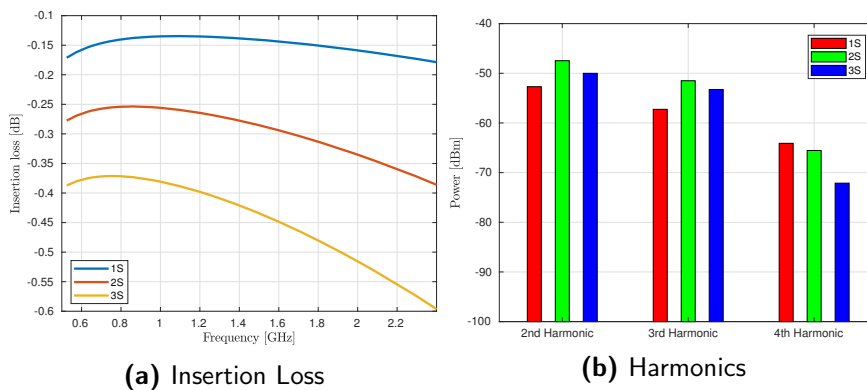 -0.1
-0.15
-0.2
-0.25
-0.3
-0.35
-0.4
-0.45
-0.5
-0.55
-0.6
Insertion loss [dB]
1S
2S
3S
0.6 0.8 1 1.2 1.4 1.6 1.8 2 2.2
Frequency [GHz]
(a) Insertion Loss
-40
-50
-60
-70
-80
-90
-100
Power [dBm]
1S
2S
3S
2nd Harmonic 3rd Harmonic 4th Harmonic
(b) Harmonics